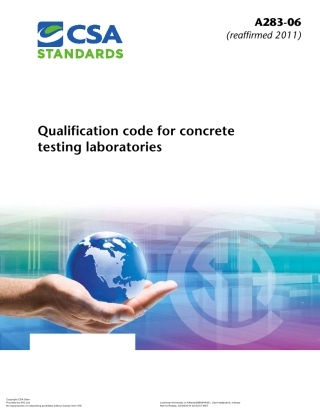 CSA
STANDARDS
A283-06
(reaffirmed 2011)
Qualification code for concrete
testing laboratories